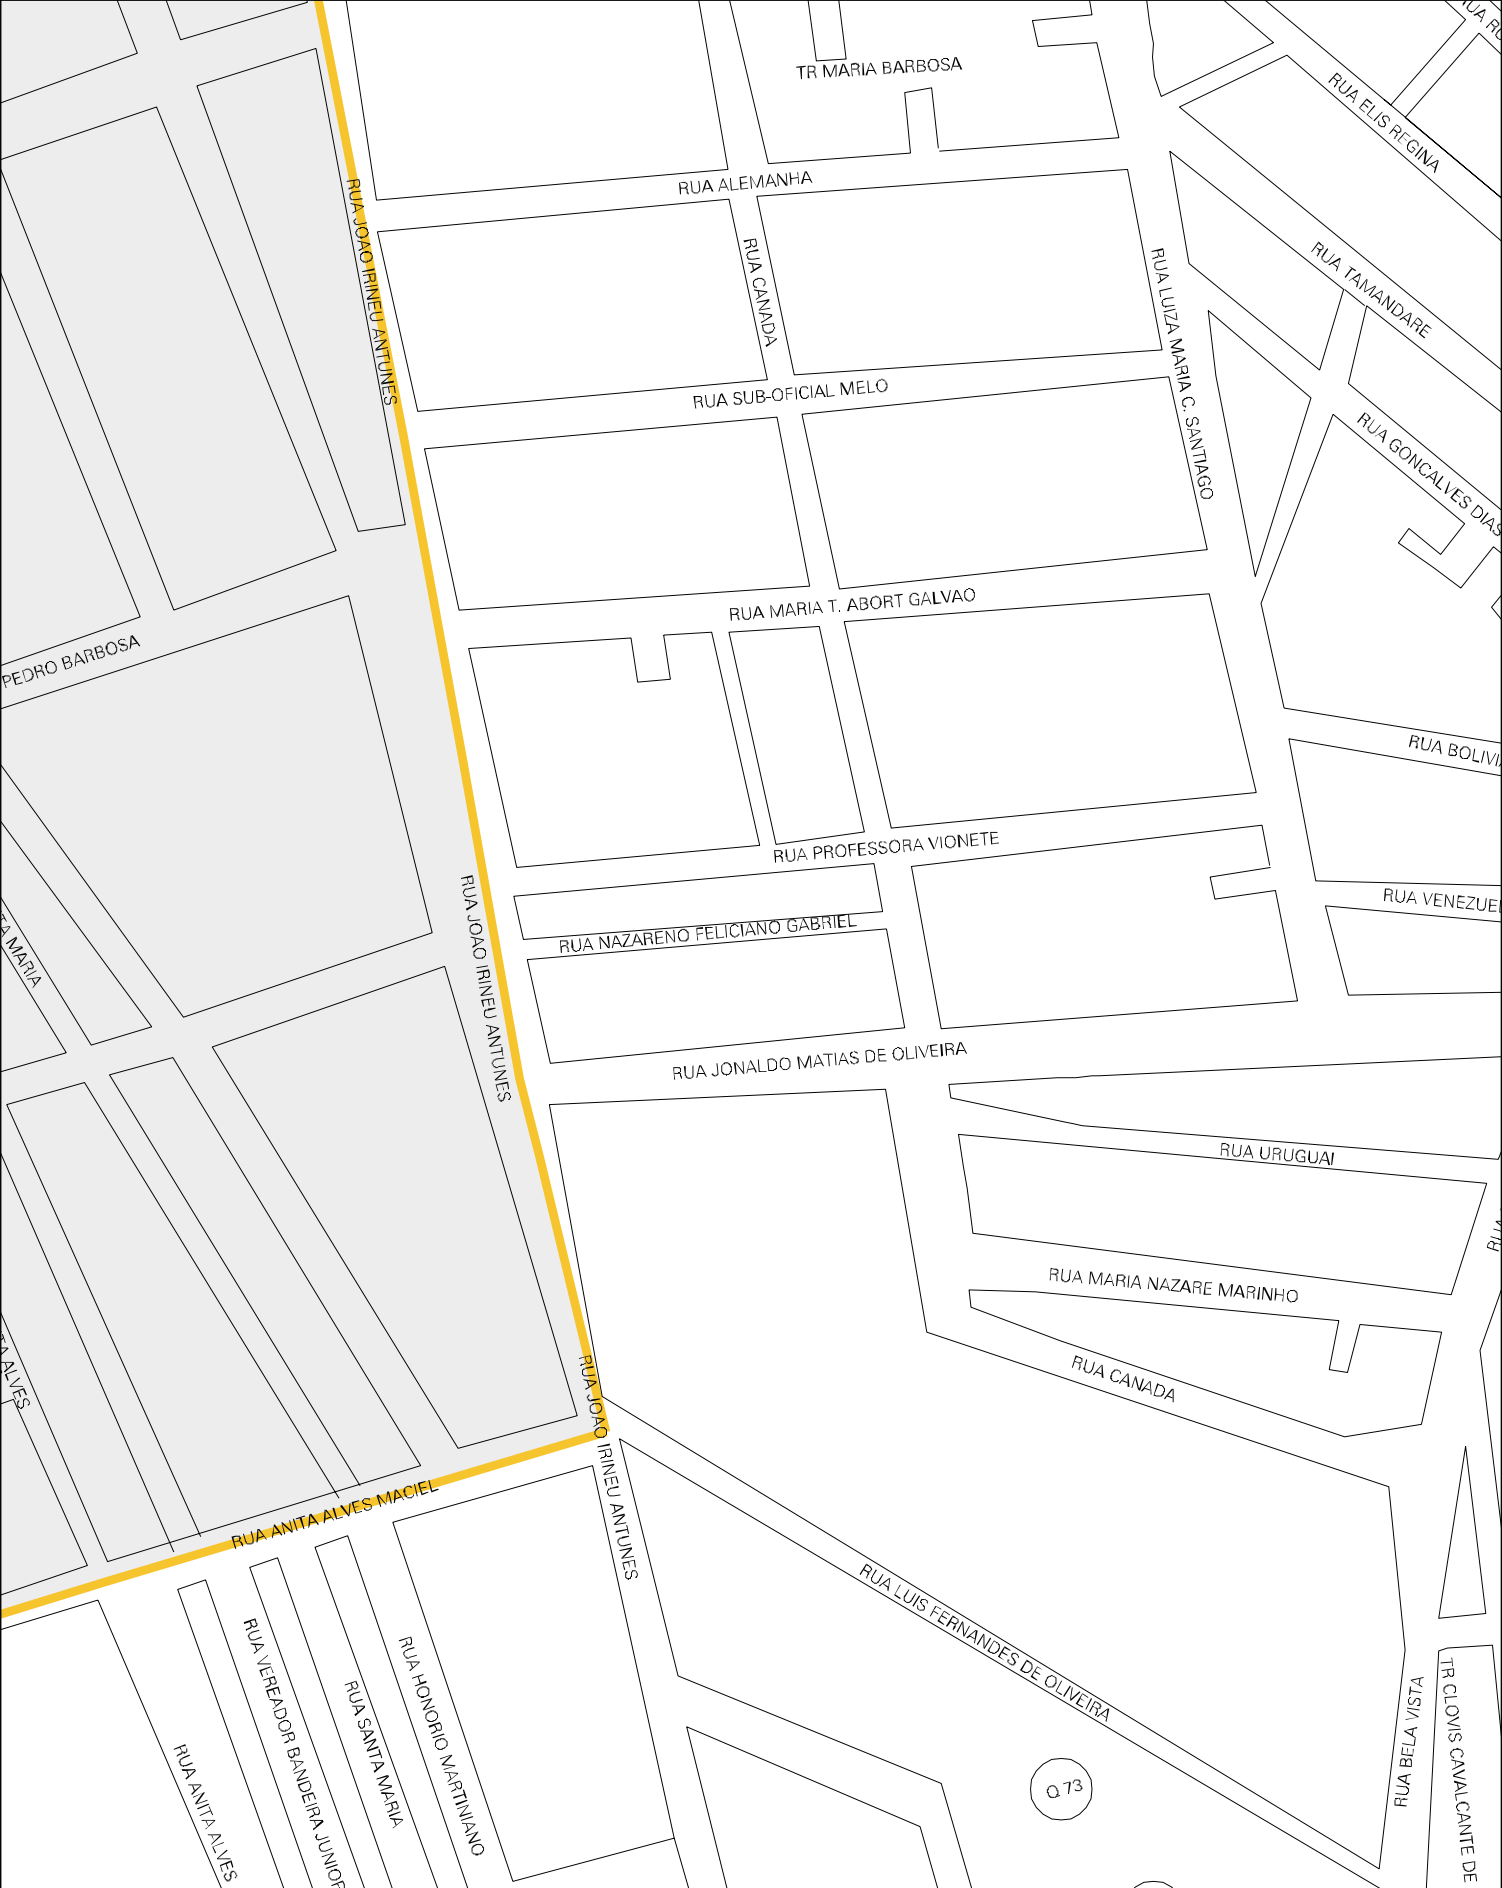 TR MARIA BARBOSA
RUA ELIS REGINA
RUA ALEMANHA
RUA JOAO IRINEU ANTUNES
RUA CANADA
RUA LUIZA MARIA C. SANTIAGO
RUA TAMANDARE
RUA SUB-OFICIAL MELO
RUA GONCALVES DIAS
RUA MARIA T. ABORT GALVAO
PEDRO BARBOSA
RUA BOLIVI
RUA PROFESSORA VIONETE
RUA JOAO IRINEU ANTUNES
RUA VENEZUE
RUA NAZARENO FELICIANO GABRIEL
TA MARIA
RUA JONALDO MATIAS DE OLIVEIRA
RUA URUGUAI
RUA MARIA NAZARE MARINHO
RUA CANADA
TA ALVES
RUA JOAO IRINEU ANTUNES
RUA ANITA ALVES MACIEL
RUA LUIS FERNANDES DE OLIVEIRA
RUA VEREADOR BANDEIRA JUNIOR
RUA HONORIO MARTINIANO
RUA SANTA MARIA
RUA ANITA ALVES
RUA BELA VISTA
TR CLOVIS CAVALCANTE DE
Q 73